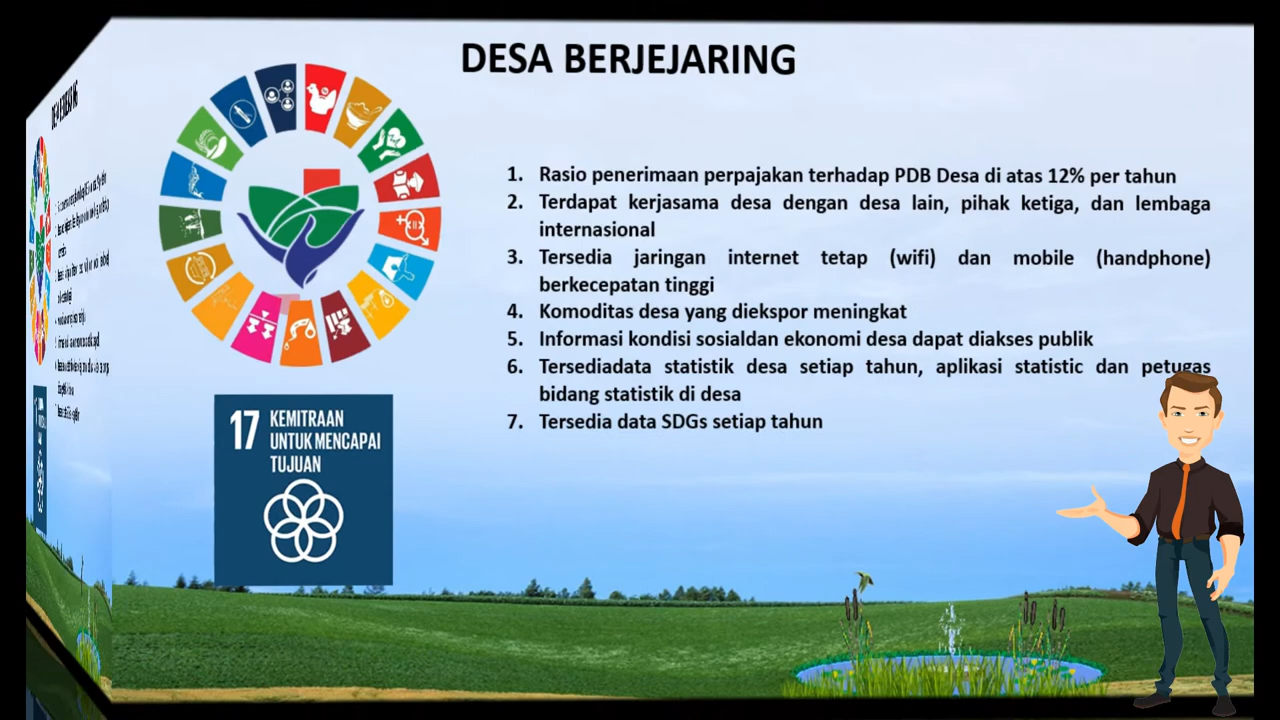 DESA BERJEJARING
1. Rasio penerimaan perpajakan terhadap PDB Desa di atas 12% per tahun
2. Terdapat kerjasama desa dengan desa lain, pihak ketiga, dan lembaga
internasional
3. Tersedia jaringan internet tetap (wifi) dan mobile (handphone)
berkecepatan tinggi
4. Komoditas desa yang diekspor meningkat
5. Informasi kondisi sosialdan ekonomi desa dapat diakses publik
6. Tersediadata statistik desa setiap tahun, aplikasi statistic dan petugas
bidang statistik di desa
7. Tersedia data SDGs setiap tahun
17 KEMITRAAN
UNTUK MENCAPAI
TUJUAN